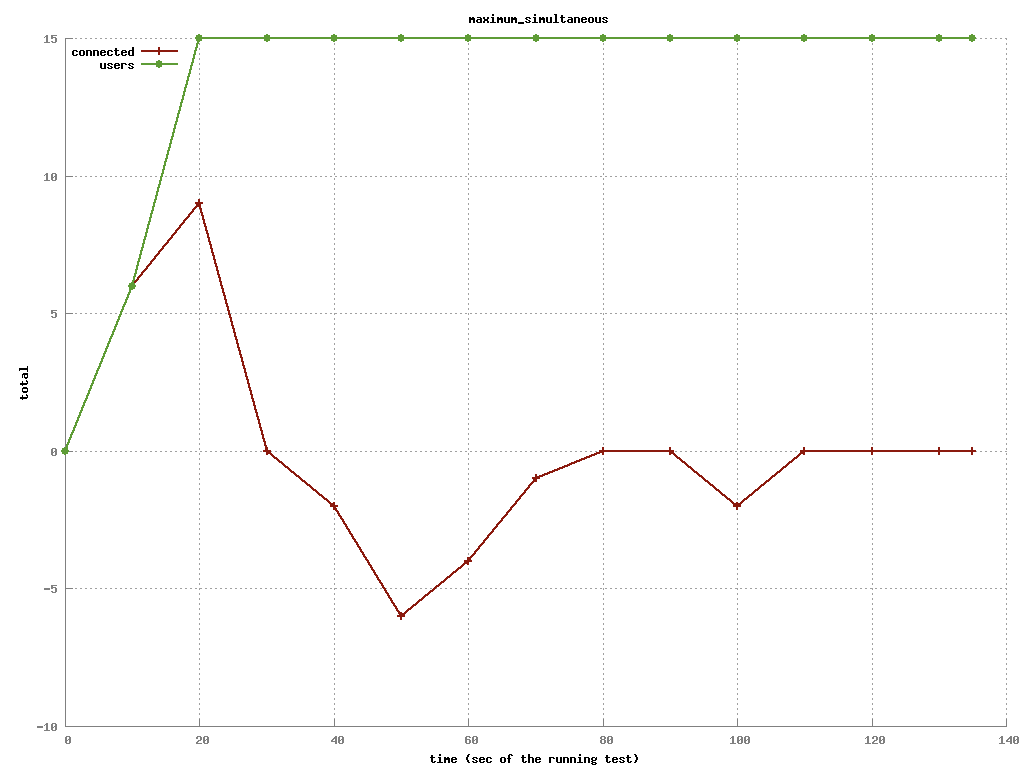 maximum_simultaneous
connected
users
15
10
5
0
-5
-10
total
0 20 40 60 80 100 120 140
time (sec of the running test)